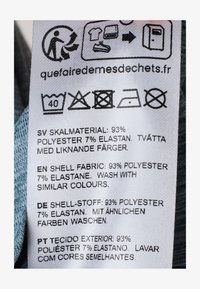 quefairedemesdechets.fr
40
SV SKALMATERIAL: 93%
POLYESTER 7% ELASTAN. TVÄTTA
MED LIKNANDE FÄRGER.
EN SHELL FABRIC: 93% POLYESTER
7% ELASTANE. WASH WITH
SIMILAR COLOURS.
DE SHELL-STOFF: 93% POLYESTER
7% ELASTAN. MIT ÄHNLICHEN
FARBEN WASCHEN.
PT TECIDO EXTERIOR: 93%
POLIÉSTER 7% ELASTANO. LAVAR
COM CORES SEMELHANTES.